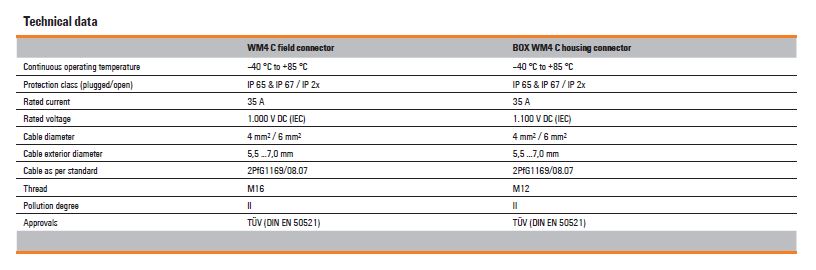 Technical data
WM4 C field connector BOX WM4 C housing connector
Continuous operating temperature –40 °C to +85 °C –40 °C to +85 °C
Protection class (plugged/open) IP 65 & IP 67 / IP 2x IP 65 & IP 67 / IP 2x
Rated current 35 A 35 A
Rated voltage 1.000 V DC (IEC) 1.100 V DC (IEC)
Cable diameter 4 mm² / 6 mm² 4 mm² / 6 mm²
Cable exterior diameter 5,5 ...7,0 mm 5,5 ...7,0 mm
Cable as per standard 2PfG1169/08.07 2PfG1169/08.07
Thread M16 M12
Pollution degree II II
Approvals TÜV (DIN EN 50521) TÜV (DIN EN 50521)